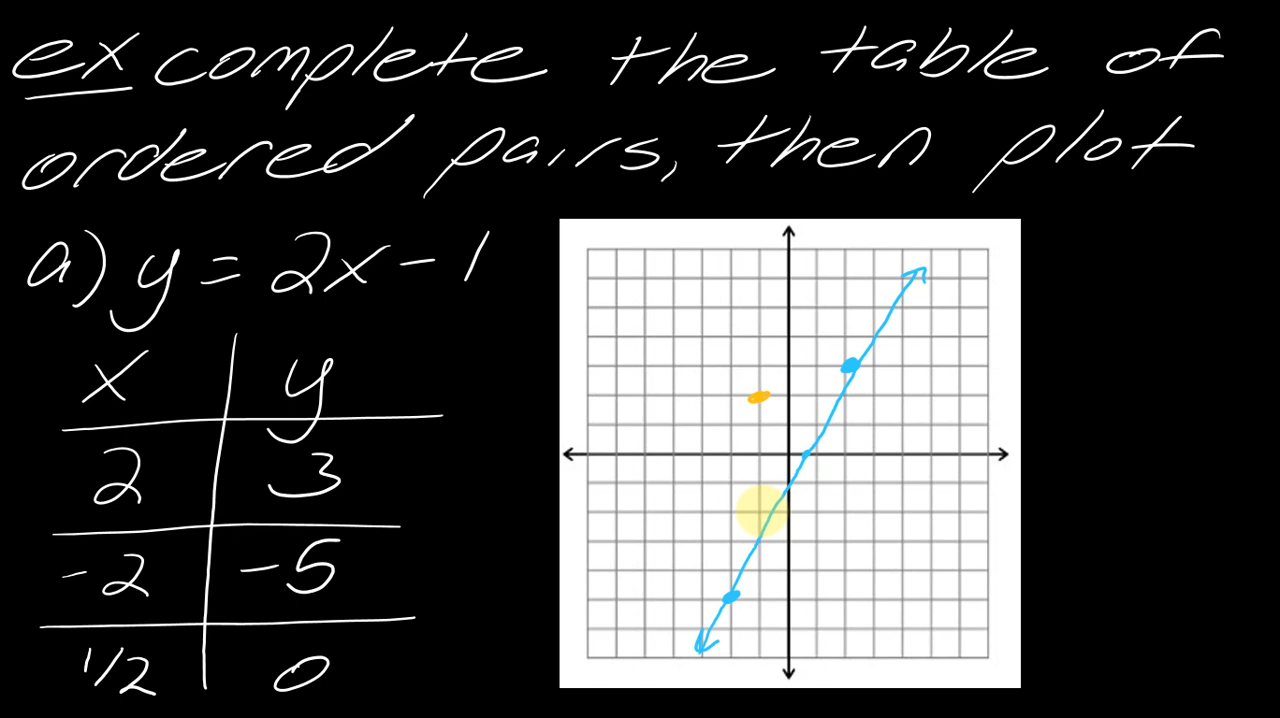 ex complete the table of
ordered pairs, then plot
a) y = 2x - 1
x y
2 3
-2 -5
1/2 0